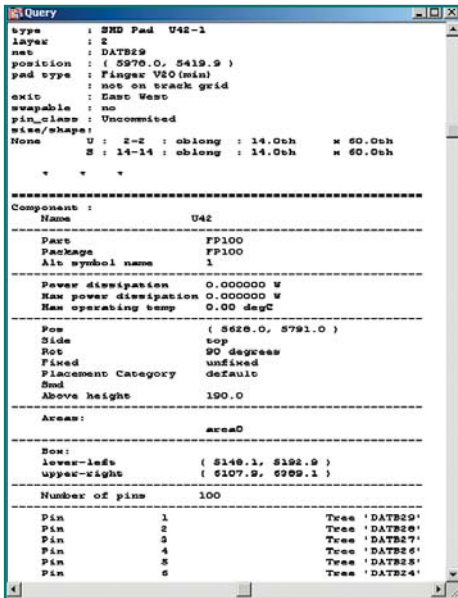 Query
type : SMD Pad U42-1
layer : 2
net : DATB29
position : ( 5978.0, 5419.9 )
pad type : Finger V20(min)
: not on track grid
exit : East West
swapable : no
pin_class : Uncommited
size/shape:
None U : 2-2 : oblong : 14.0th x 60.0th
S : 14-14 : oblong : 14.0th x 60.0th
* * *
Component :
Name U42
Part FP100
Package FP100
Alt symbol name 1
Power dissipation 0.000000 W
Max power dissipation 0.000000 W
Max operating temp 0.00 degC
Pos ( 5628.0, 5791.0 )
Side top
Rot 90 degrees
Fixed unfixed
Placement Category default
Smd
Above height 190.0
Areas:
area0
Box:
lower-left ( 5148.1, 5192.9 )
upper-right ( 6107.9, 6389.1 )
Number of pins 100
Pin 1 Tree 'DATB29'
Pin 2 Tree 'DATB28'
Pin 3 Tree 'DATB27'
Pin 4 Tree 'DATB26'
Pin 5 Tree 'DATB25'
Pin 6 Tree 'DATB24'